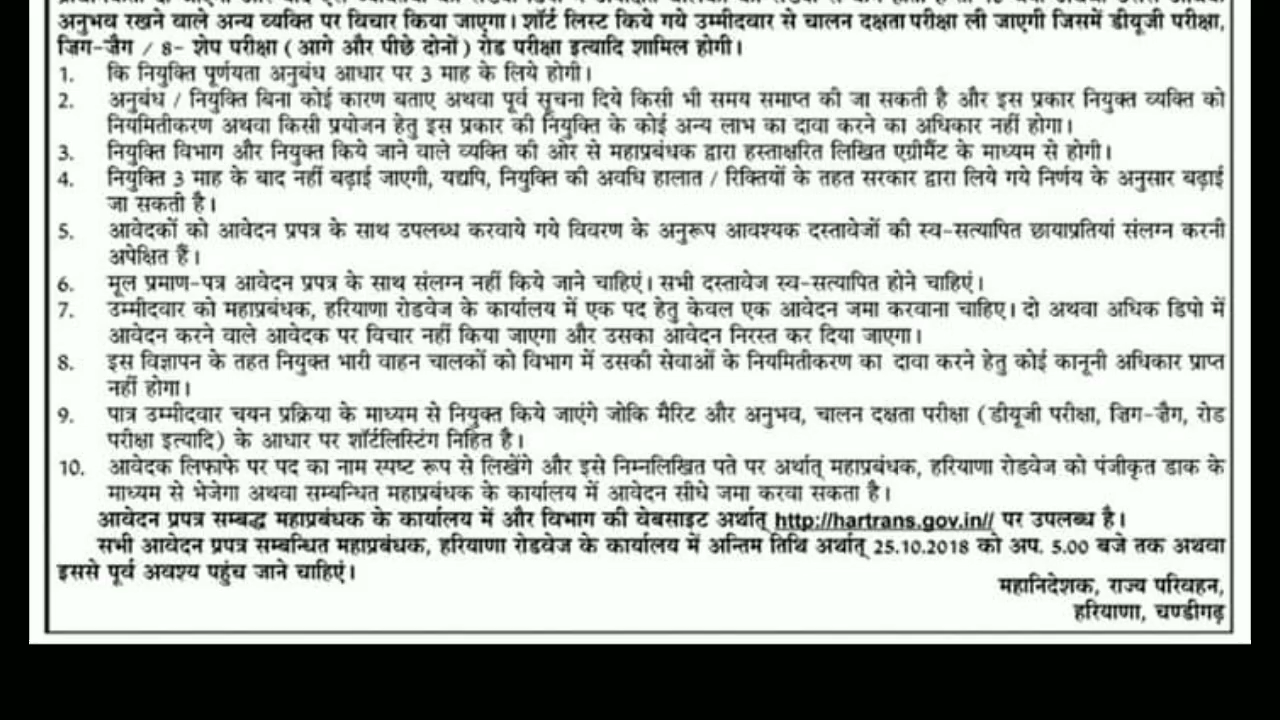 अनुभव रखने वाले अन्य व्यक्ति पर विचार किया जाएगा। शॉर्ट लिस्ट किये गये उम्मीदवार से चालन दक्षता परीक्षा ली जाएगी जिसमें डीयूजी परीक्षा,
ज़िग-ज़ैग / 8- शेप परीक्षा (आगे और पीछे दोनों) रोड परीक्षा इत्यादि शामिल होगी।
1. कि नियुक्ति पूर्णयता अनुबंध आधार पर 3 माह के लिये होगी।
2. अनुबंध / नियुक्ति बिना कोई कारण बताए अथवा पूर्व सूचना दिये किसी भी समय समाप्त की जा सकती है और इस प्रकार नियुक्त व्यक्ति को
नियमितीकरण अथवा किसी प्रयोजन हेतु इस प्रकार की नियुक्ति के कोई अन्य लाभ का दावा करने का अधिकार नहीं होगा।
3. नियुक्ति विभाग और नियुक्त किये जाने वाले व्यक्ति की ओर से महाप्रबंधक द्वारा हस्ताक्षरित लिखित एग्रीमैंट के माध्यम से होगी।
4. नियुक्ति 3 माह के बाद नहीं बढ़ाई जाएगी, यद्यपि, नियुक्ति की अवधि हालात / रिक्तियों के तहत सरकार द्वारा लिये गये निर्णय के अनुसार बढ़ाई
जा सकती है।
5. आवेदकों को आवेदन प्रपत्र के साथ उपलब्ध करवाये गये विवरण के अनुरूप आवश्यक दस्तावेजों की स्व-सत्यापित छायाप्रतियां संलग्न करनी
अपेक्षित हैं।
6. मूल प्रमाण-पत्र आवेदन प्रपत्र के साथ संलग्न नहीं किये जाने चाहिएं। सभी दस्तावेज स्व-सत्यापित होने चाहिएं।
7. उम्मीदवार को महाप्रबंधक, हरियाणा रोडवेज के कार्यालय में एक पद हेतु केवल एक आवेदन जमा करवाना चाहिए। दो अथवा अधिक डिपो में
आवेदन करने वाले आवेदक पर विचार नहीं किया जाएगा और उसका आवेदन निरस्त कर दिया जाएगा।
8. इस विज्ञापन के तहत नियुक्त भारी वाहन चालकों को विभाग में उसकी सेवाओं के नियमितीकरण का दावा करने हेतु कोई कानूनी अधिकार प्राप्त
नहीं होगा।
9. पात्र उम्मीदवार चयन प्रक्रिया के माध्यम से नियुक्त किये जाएंगे जोकि मैरिट और अनुभव, चालन दक्षता परीक्षा (डीयूजी परीक्षा, ज़िग-ज़ैग, रोड
परीक्षा इत्यादि) के आधार पर शॉर्टलिस्टिंग निहित है।
10. आवेदक लिफाफे पर पद का नाम स्पष्ट रूप से लिखेंगे और इसे निम्नलिखित पते पर अर्थात् महाप्रबंधक, हरियाणा रोडवेज को पंजीकृत डाक के
माध्यम से भेजेगा अथवा सम्बन्धित महाप्रबंधक के कार्यालय में आवेदन सीधे जमा करवा सकता है।
आवेदन प्रपत्र सम्बद्ध महाप्रबंधक के कार्यालय में और विभाग की वेबसाइट अर्थात् http://hartrans.gov.in// पर उपलब्ध है।
सभी आवेदन प्रपत्र सम्बन्धित महाप्रबंधक, हरियाणा रोडवेज के कार्यालय में अन्तिम तिथि अर्थात् 25.10.2018 को अप. 5.00 बजे तक अथवा
इससे पूर्व अवश्य पहुंच जाने चाहिएं।
महानिदेशक, राज्य परिवहन,
हरियाणा, चण्डीगढ़